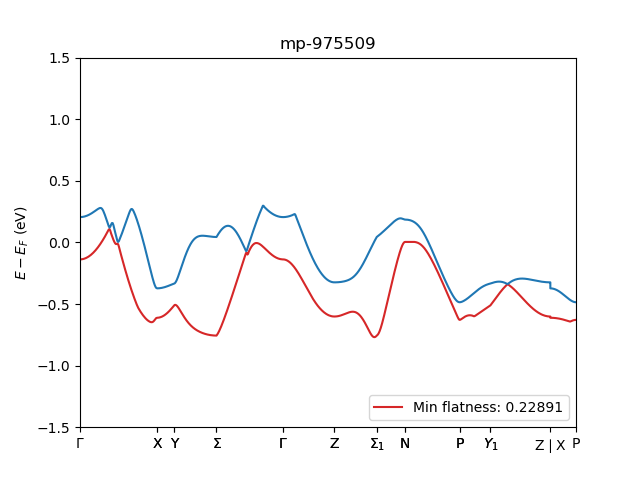 mp-975509
1.5
1.0
0.5
0.0
−0.5
−1.0
−1.5
E − E_F (eV)
Min flatness: 0.22891
Γ X Y Σ Γ Z Σ₁ N P Y₁ Z | X P